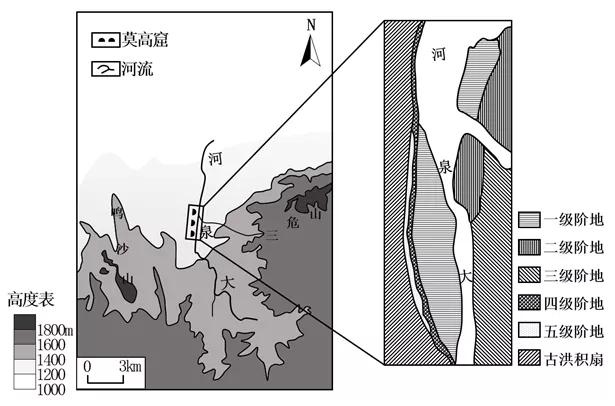 N
莫高窟
河流
河
泉
大
鸣
沙
山
三
危
山
高度表
1800m
1600
1400
1200
1000
0 3km
河
泉
大
一级阶地
二级阶地
三级阶地
四级阶地
五级阶地
古洪积扇